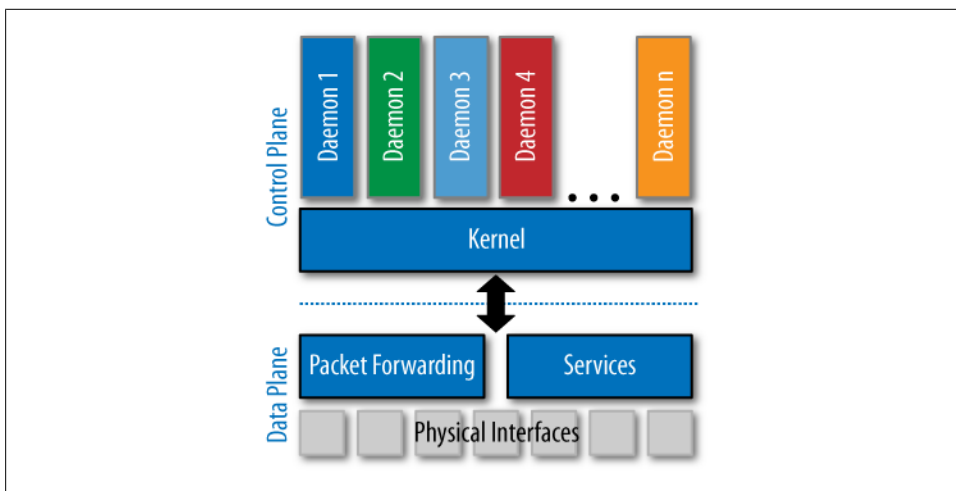 Control Plane
Daemon 1
Daemon 2
Daemon 3
Daemon 4
. . .
Daemon n
Kernel
Data Plane
Packet Forwarding
Services
Physical Interfaces